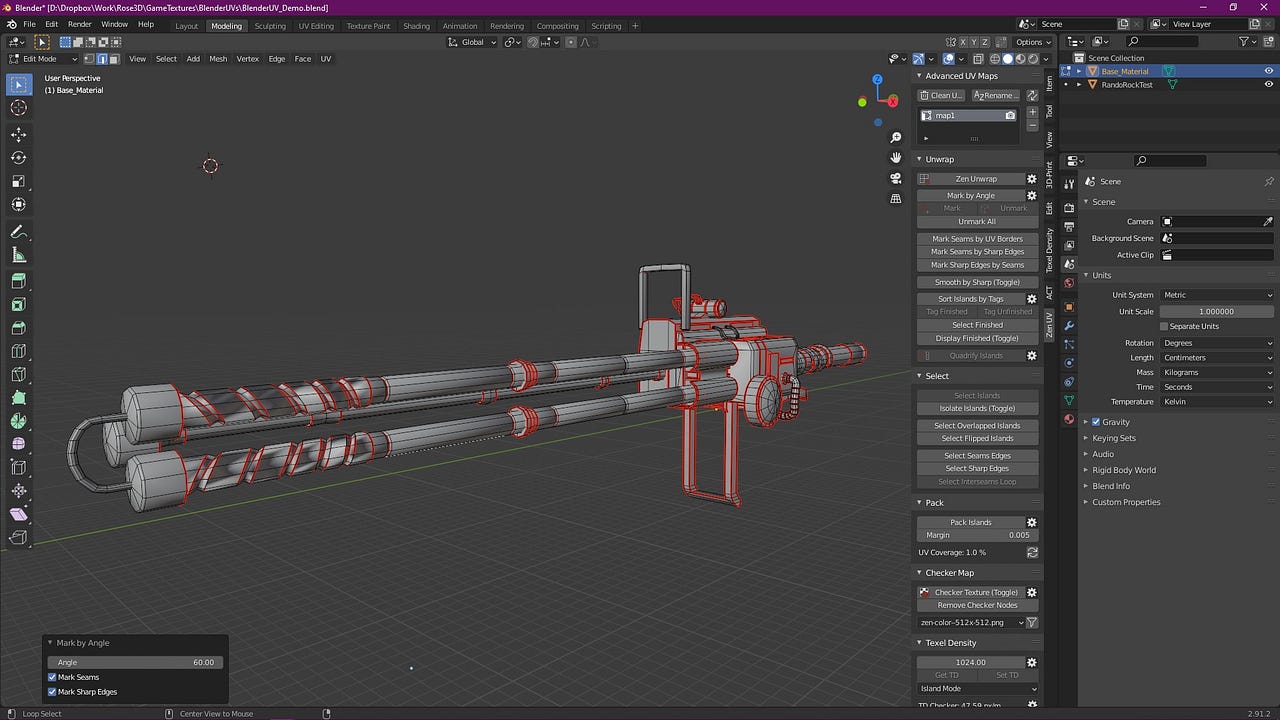 Blender* [D:\Dropbox\Work\Rose3D\GameTextures\BlenderUVs\BlenderUV_Demo.blend]
File Edit Render Window Help Layout Modeling Sculpting UV Editing Texture Paint Shading Animation Rendering Compositing Scripting + Scene View Layer
Global X Y Z Options
Edit Mode View Select Add Mesh Vertex Edge Face UV
User Perspective
(1) Base_Material
Z
X
Advanced UV Maps
Clean U... Rename ...
map1
Unwrap
Zen Unwrap
Mark by Angle
Mark Unmark
Unmark All
Mark Seams by UV Borders
Mark Seams by Sharp Edges
Mark Sharp Edges by Seams
Smooth by Sharp (Toggle)
Sort Islands by Tags
Tag Finished Tag Unfinished
Select Finished
Display Finished (Toggle)
Quadrify Islands
Select
Select Islands
Isolate Islands (Toggle)
Select Overlapped Islands
Select Flipped Islands
Select Seams Edges
Select Sharp Edges
Select Interseams Loop
Pack
Pack Islands
Margin 0.005
UV Coverage: 1.0 %
Checker Map
Checker Texture (Toggle)
Remove Checker Nodes
zen-color-512x-512.png
Texel Density
1024.00
Get TD Set TD
Island Mode
TD Checker: 47.59 px/m
Item
Tool
View
3D-Print
Edit
Texel Density
ACT
Zen UV
Scene Collection
Base_Material
RandoRockTest
Scene
Scene
Camera
Background Scene
Active Clip
Units
Unit System Metric
Unit Scale 1.000000
Separate Units
Rotation Degrees
Length Centimeters
Mass Kilograms
Time Seconds
Temperature Kelvin
Gravity
Keying Sets
Audio
Rigid Body World
Blend Info
Custom Properties
Mark by Angle
Angle 60.00
Mark Seams
Mark Sharp Edges
Loop Select Center View to Mouse 2.91.2